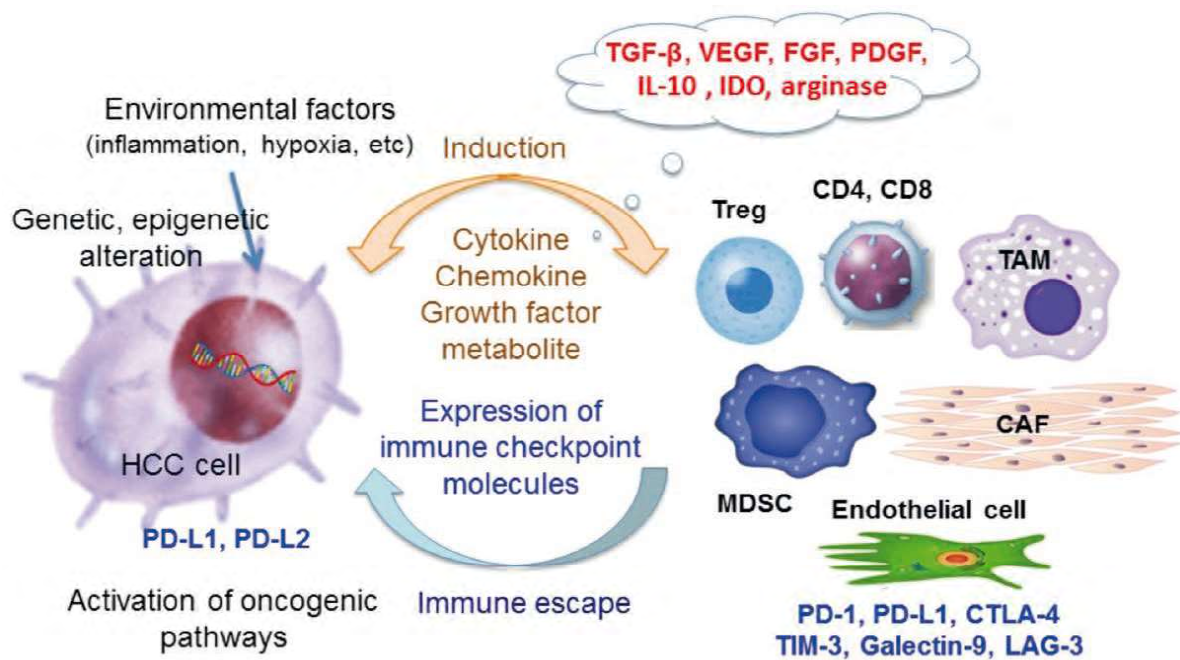 TGF-β, VEGF, FGF, PDGF,
IL-10 , IDO, arginase
Environmental factors
(inflammation, hypoxia, etc)
Induction
Genetic, epigenetic
alteration
Cytokine
Chemokine
Growth factor
metabolite
Treg
CD4, CD8
TAM
HCC cell
PD-L1, PD-L2
Expression of
immune checkpoint
molecules
MDSC
CAF
Endothelial cell
Activation of oncogenic
pathways
Immune escape
PD-1, PD-L1, CTLA-4
TIM-3, Galectin-9, LAG-3